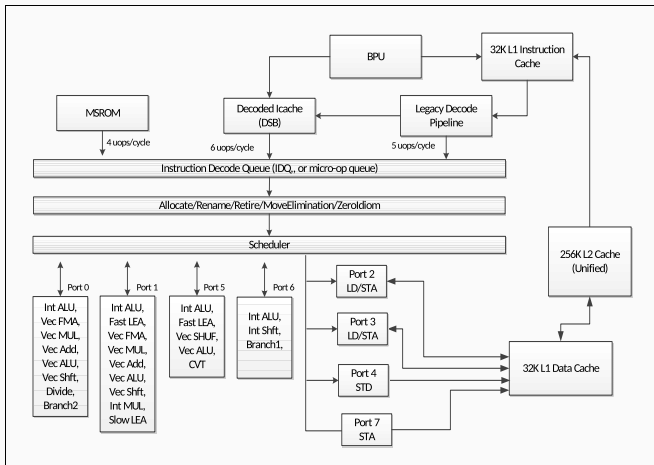 BPU
32K L1 Instruction
Cache
MSROM
Decoded Icache
(DSB)
Legacy Decode
Pipeline
4 uops/cycle
6 uops/cycle
5 uops/cycle
Instruction Decode Queue (IDQ,, or micro-op queue)
Allocate/Rename/Retire/MoveElimination/ZeroIdiom
Scheduler
256K L2 Cache
(Unified)
Port 0
Port 1
Port 5
Port 6
Int ALU,
Vec FMA,
Vec MUL,
Vec Add,
Vec ALU,
Vec Shft,
Divide,
Branch2
Int ALU,
Fast LEA,
Vec FMA,
Vec MUL,
Vec Add,
Vec ALU,
Vec Shft,
Int MUL,
Slow LEA
Int ALU,
Fast LEA,
Vec SHUF,
Vec ALU,
CVT
Int ALU,
Int Shft,
Branch1,
Port 2
LD/STA
Port 3
LD/STA
Port 4
STD
Port 7
STA
32K L1 Data Cache